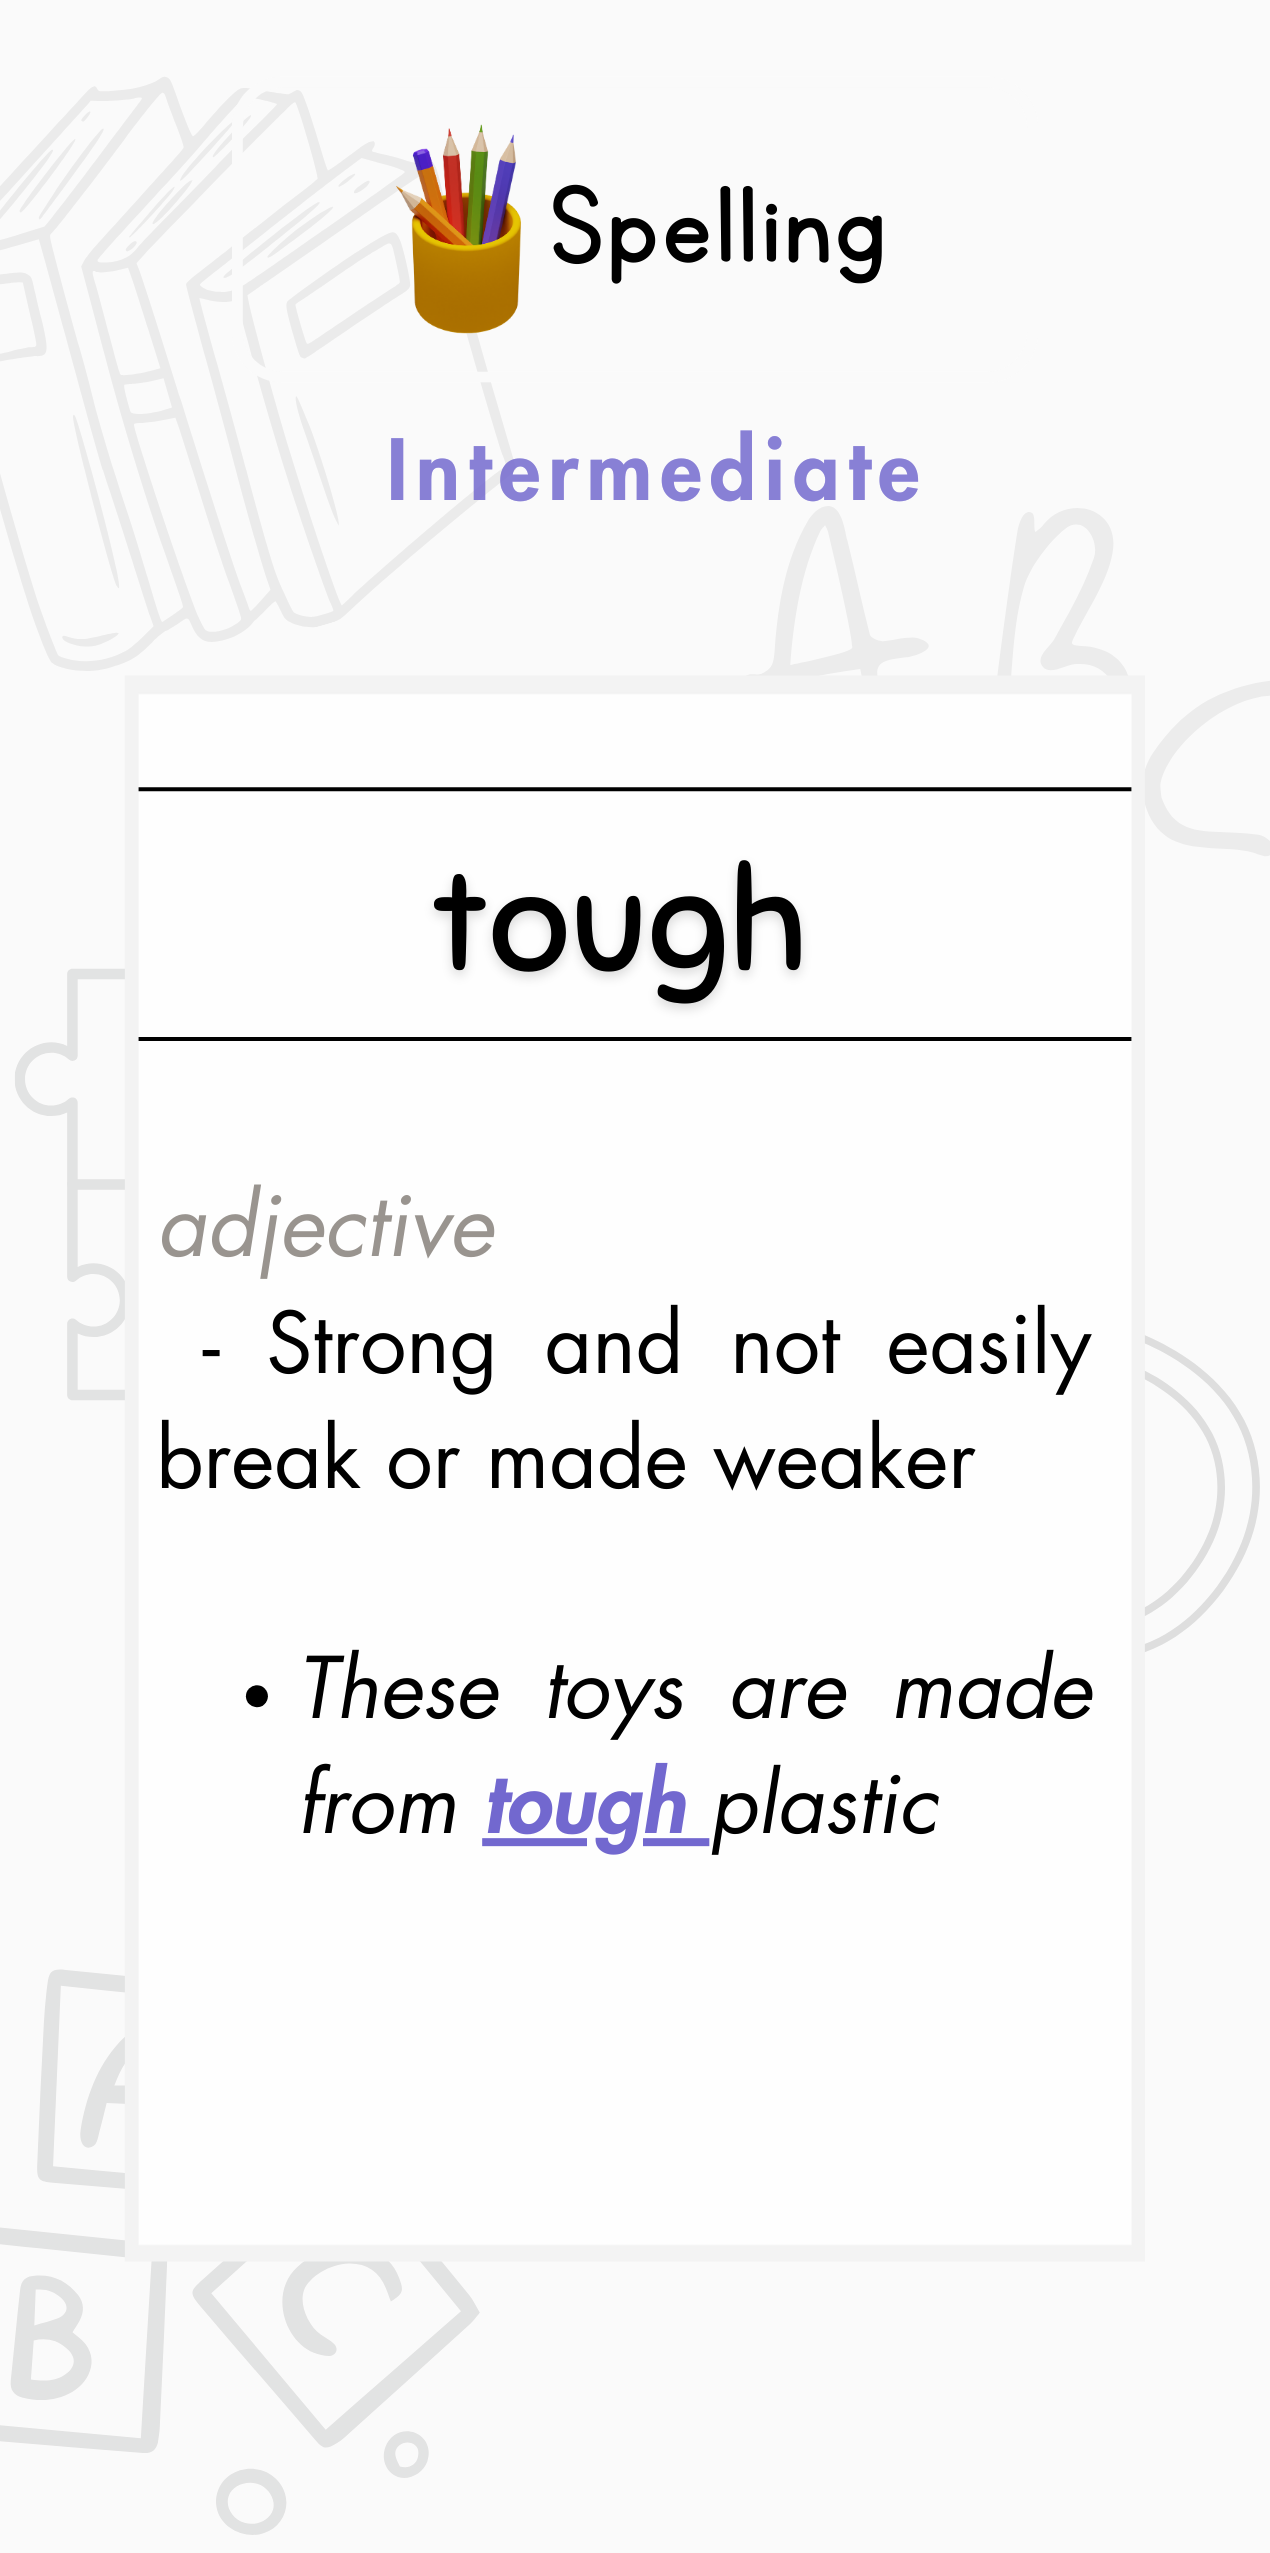 Spelling
Intermediate
A B
C
tough
adjective
- Strong and not easily
break or made weaker
• These toys are made
from tough plastic
A
B C